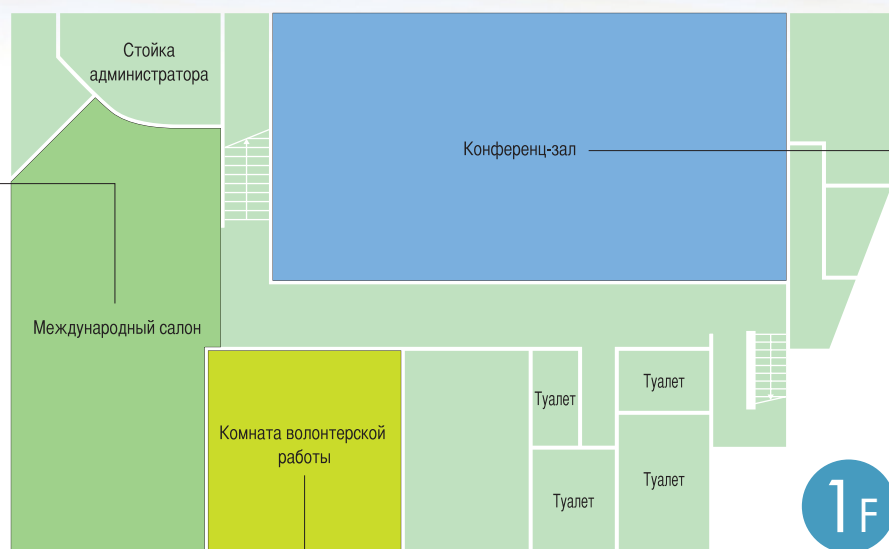 Стойка
администратора
Конференц-зал
Международный салон
Туалет
Туалет
Комната волонтерской
работы
Туалет
Туалет
1F